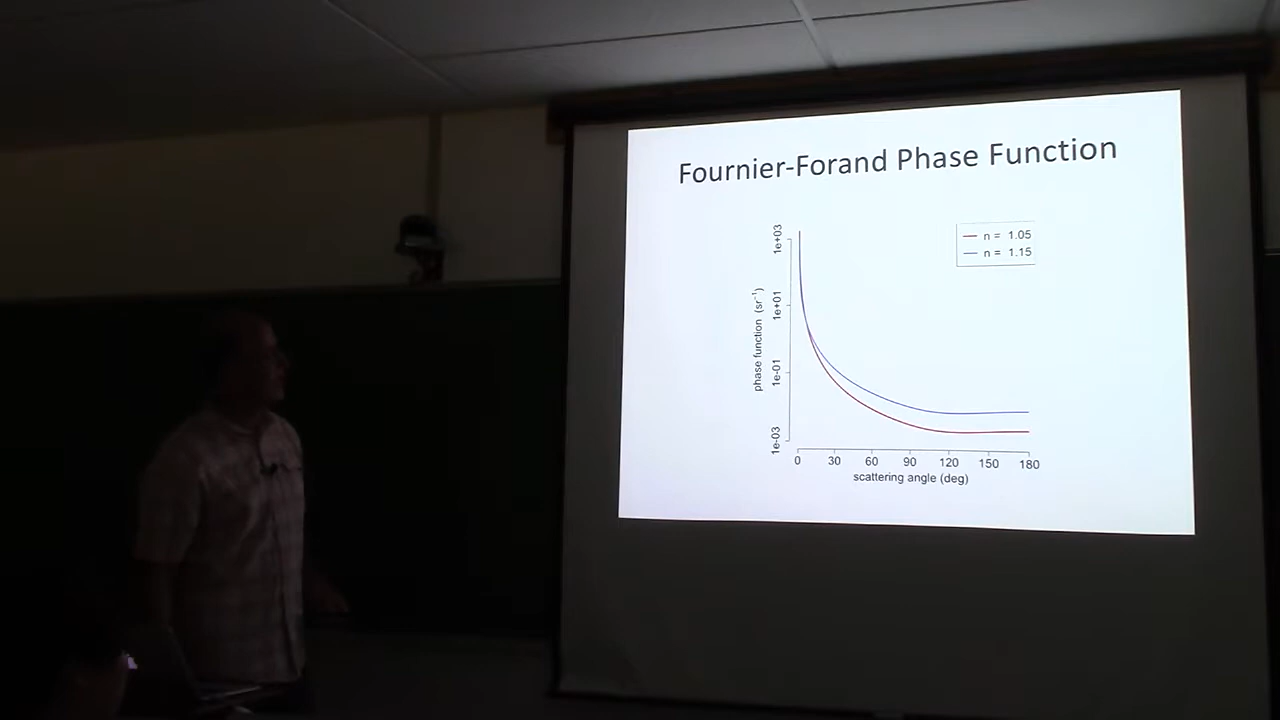 Fournier-Forand Phase Function
n = 1.05
n = 1.15
phase function (sr⁻¹)
1e+03
1e+01
1e-01
1e-03
0 30 60 90 120 150 180
scattering angle (deg)